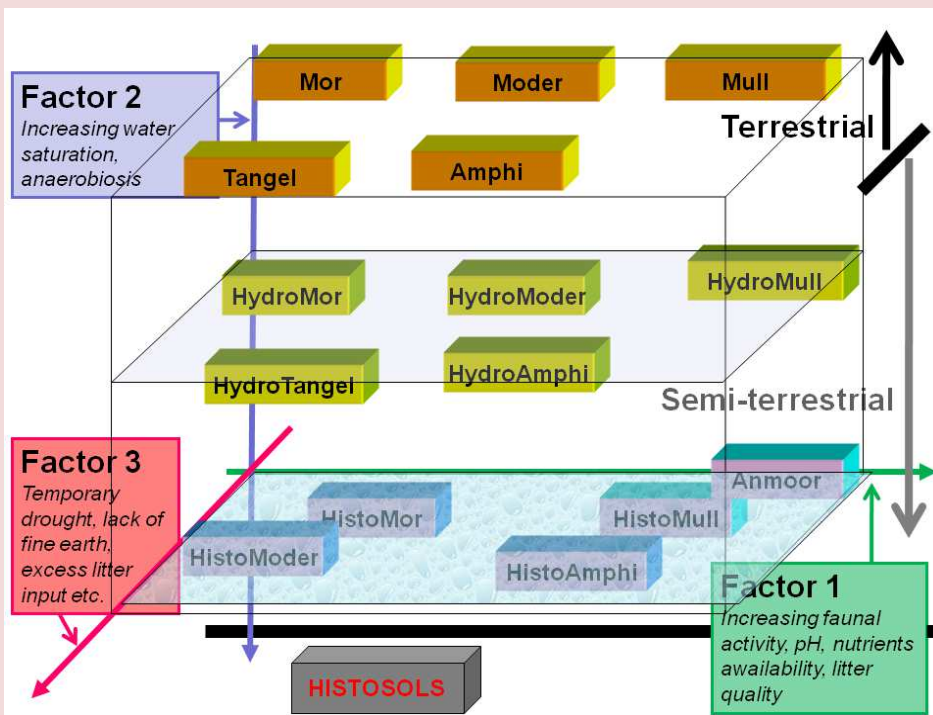 Mor
Moder
Mull
Factor 2
Increasing water
saturation,
anaerobiosis
Terrestrial
Tangel
Amphi
HydroMor
HydroModer
HydroMull
HydroTangel
HydroAmphi
Semi-terrestrial
Factor 3
Temporary
drought, lack of
fine earth,
excess litter
input etc.
Anmoor
HistoMor
HistoMull
HistoModer
HistoAmphi
Factor 1
Increasing faunal
activity, pH, nutrients
awailability, litter
quality
HISTOSOLS